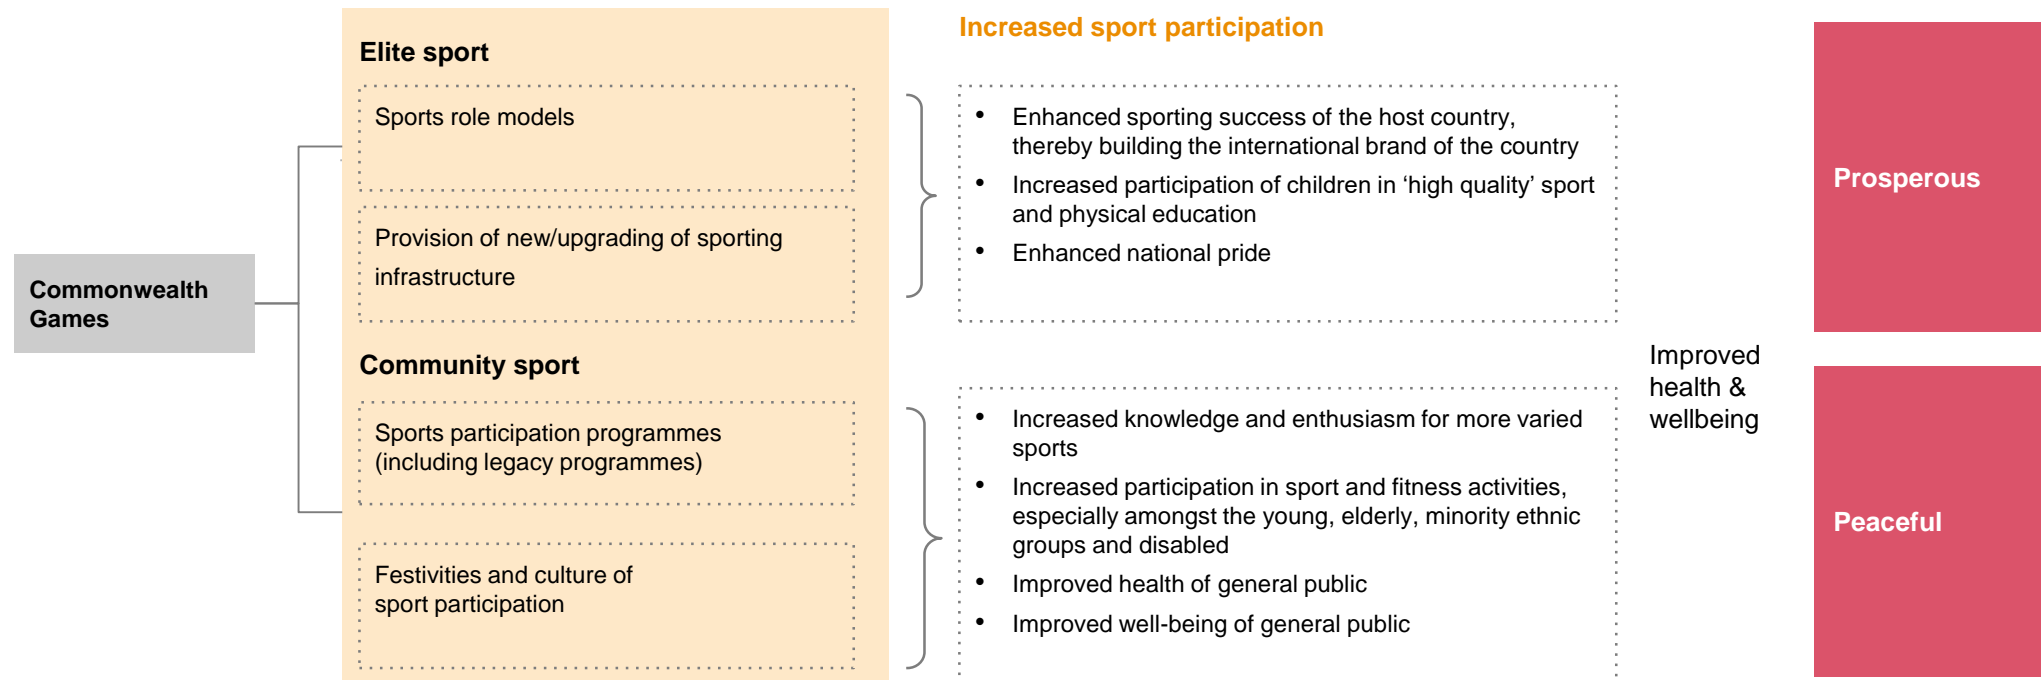 Commonwealth
Games
Elite sport
Sports role models
Provision of new/upgrading of sporting
infrastructure
Community sport
Sports participation programmes
(including legacy programmes)
Festivities and culture of
sport participation
Increased sport participation
• Enhanced sporting success of the host country,
thereby building the international brand of the country
• Increased participation of children in ‘high quality’ sport
and physical education
• Enhanced national pride
• Increased knowledge and enthusiasm for more varied
sports
• Increased participation in sport and fitness activities,
especially amongst the young, elderly, minority ethnic
groups and disabled
• Improved health of general public
• Improved well-being of general public
Improved
health &
wellbeing
Prosperous
Peaceful